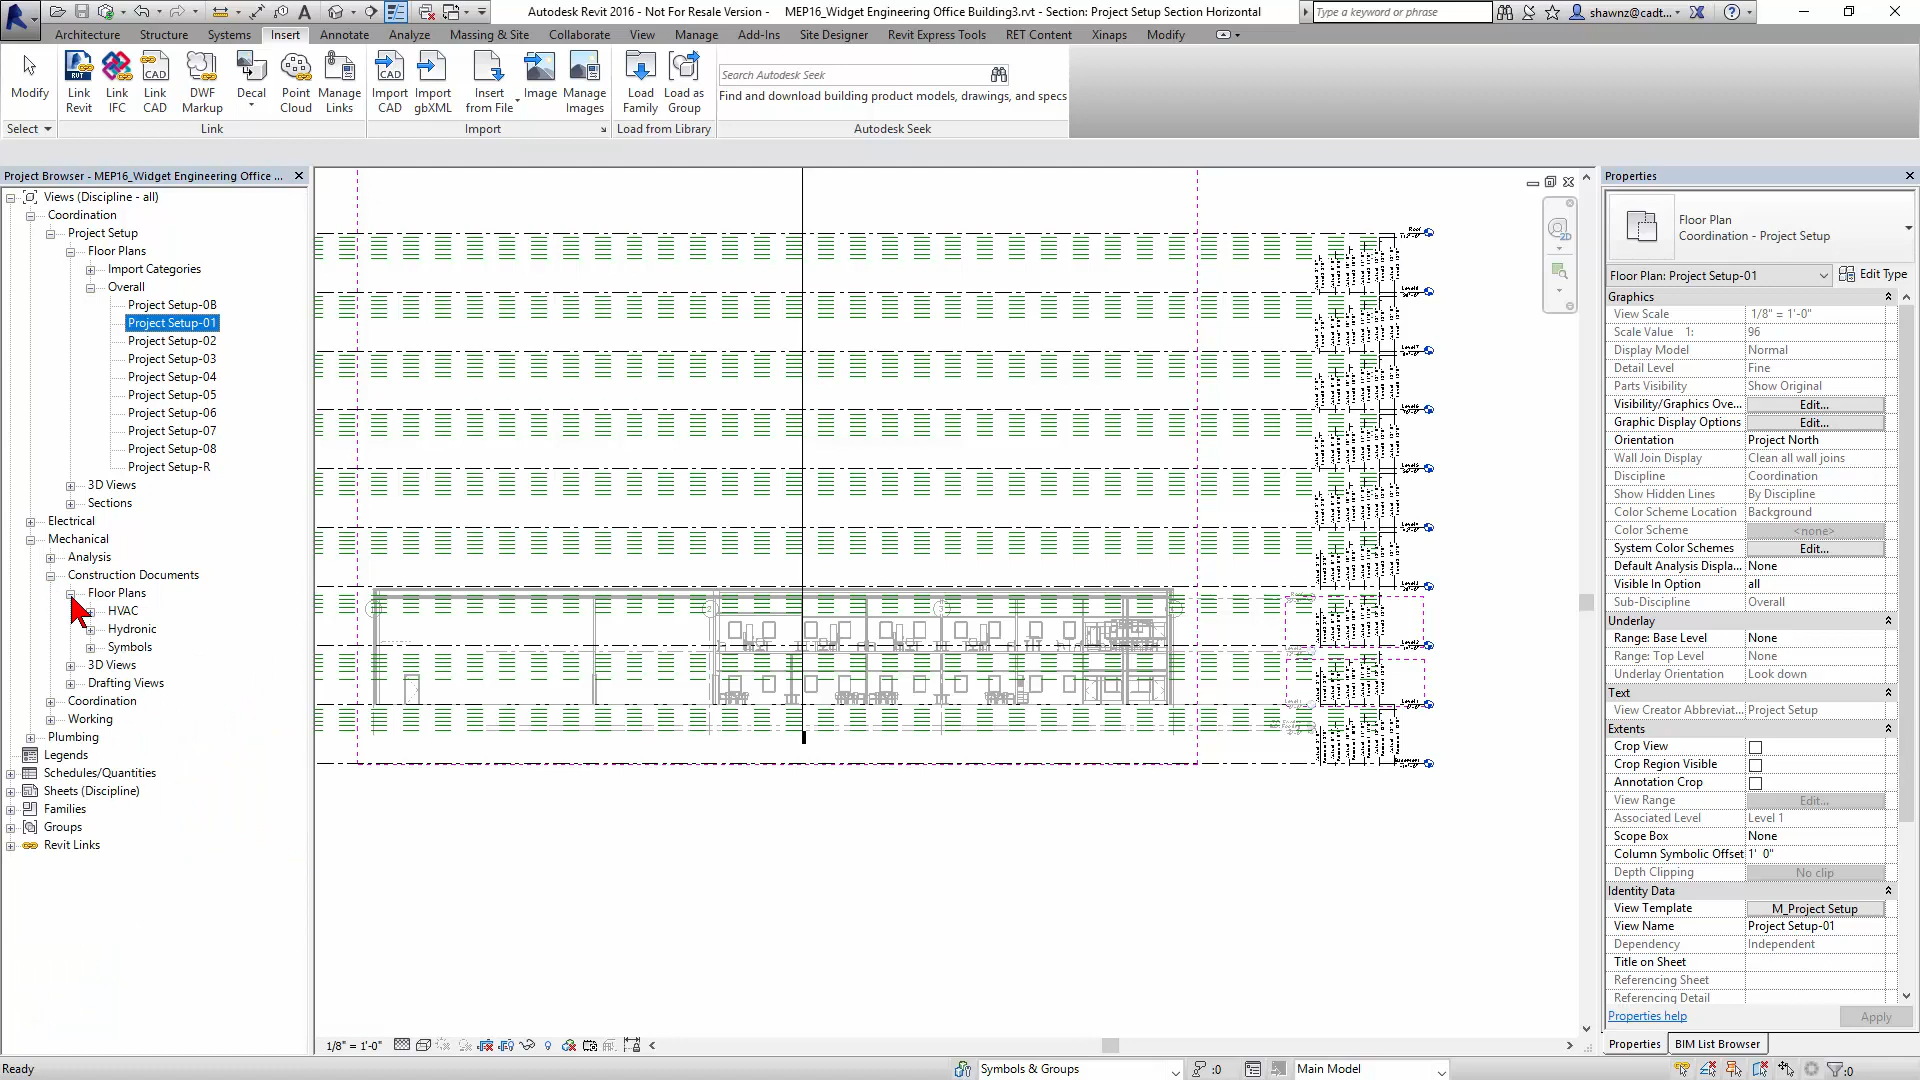 Autodesk Revit 2016 - Not For Resale Version -    MEP16_Widget Engineering Office Building3.rvt - Section: Project Setup Section Horizontal
Type a keyword or phrase
shawnz@cadt...
Architecture Structure Systems Insert Annotate Analyze Massing & Site Collaborate View Manage Add-Ins Site Designer Revit Express Tools RET Content Xinaps Modify
Modify
Link Revit
Link IFC
Link CAD
DWF Markup
Decal
Point Cloud
Manage Links
Import CAD
Import gbXML
Insert from File
Image
Manage Images
Load Family
Load as Group
Search Autodesk Seek
Find and download building product models, drawings, and specs
Select
Link
Import
Load from Library
Autodesk Seek
Project Browser - MEP16_Widget Engineering Office ...
Views (Discipline - all)
Coordination
Project Setup
Floor Plans
Import Categories
Overall
Project Setup-0B
Project Setup-01
Project Setup-02
Project Setup-03
Project Setup-04
Project Setup-05
Project Setup-06
Project Setup-07
Project Setup-08
Project Setup-R
3D Views
Sections
Electrical
Mechanical
Analysis
Construction Documents
Floor Plans
HVAC
Hydronic
Symbols
3D Views
Drafting Views
Coordination
Working
Plumbing
Legends
Schedules/Quantities
Sheets (Discipline)
Families
Groups
Revit Links
2D
1/8" = 1'-0"
Properties
Floor Plan
Coordination - Project Setup
Floor Plan: Project Setup-01
Edit Type
Graphics
View Scale 1/8" = 1'-0"
Scale Value 1: 96
Display Model Normal
Detail Level Fine
Parts Visibility Show Original
Visibility/Graphics Ove... Edit...
Graphic Display Options Edit...
Orientation Project North
Wall Join Display Clean all wall joins
Discipline Coordination
Show Hidden Lines By Discipline
Color Scheme Location Background
Color Scheme <none>
System Color Schemes Edit...
Default Analysis Displa... None
Visible In Option all
Sub-Discipline Overall
Underlay
Range: Base Level None
Range: Top Level None
Underlay Orientation Look down
Text
View Creator Abbreviat... Project Setup
Extents
Crop View
Crop Region Visible
Annotation Crop
View Range Edit...
Associated Level Level 1
Scope Box None
Column Symbolic Offset 1' 0"
Depth Clipping No clip
Identity Data
View Template M_Project Setup
View Name Project Setup-01
Dependency Independent
Title on Sheet
Referencing Sheet
Referencing Detail
Properties help
Apply
Properties
BIM List Browser
Ready
Symbols & Groups
:0
Main Model
:0